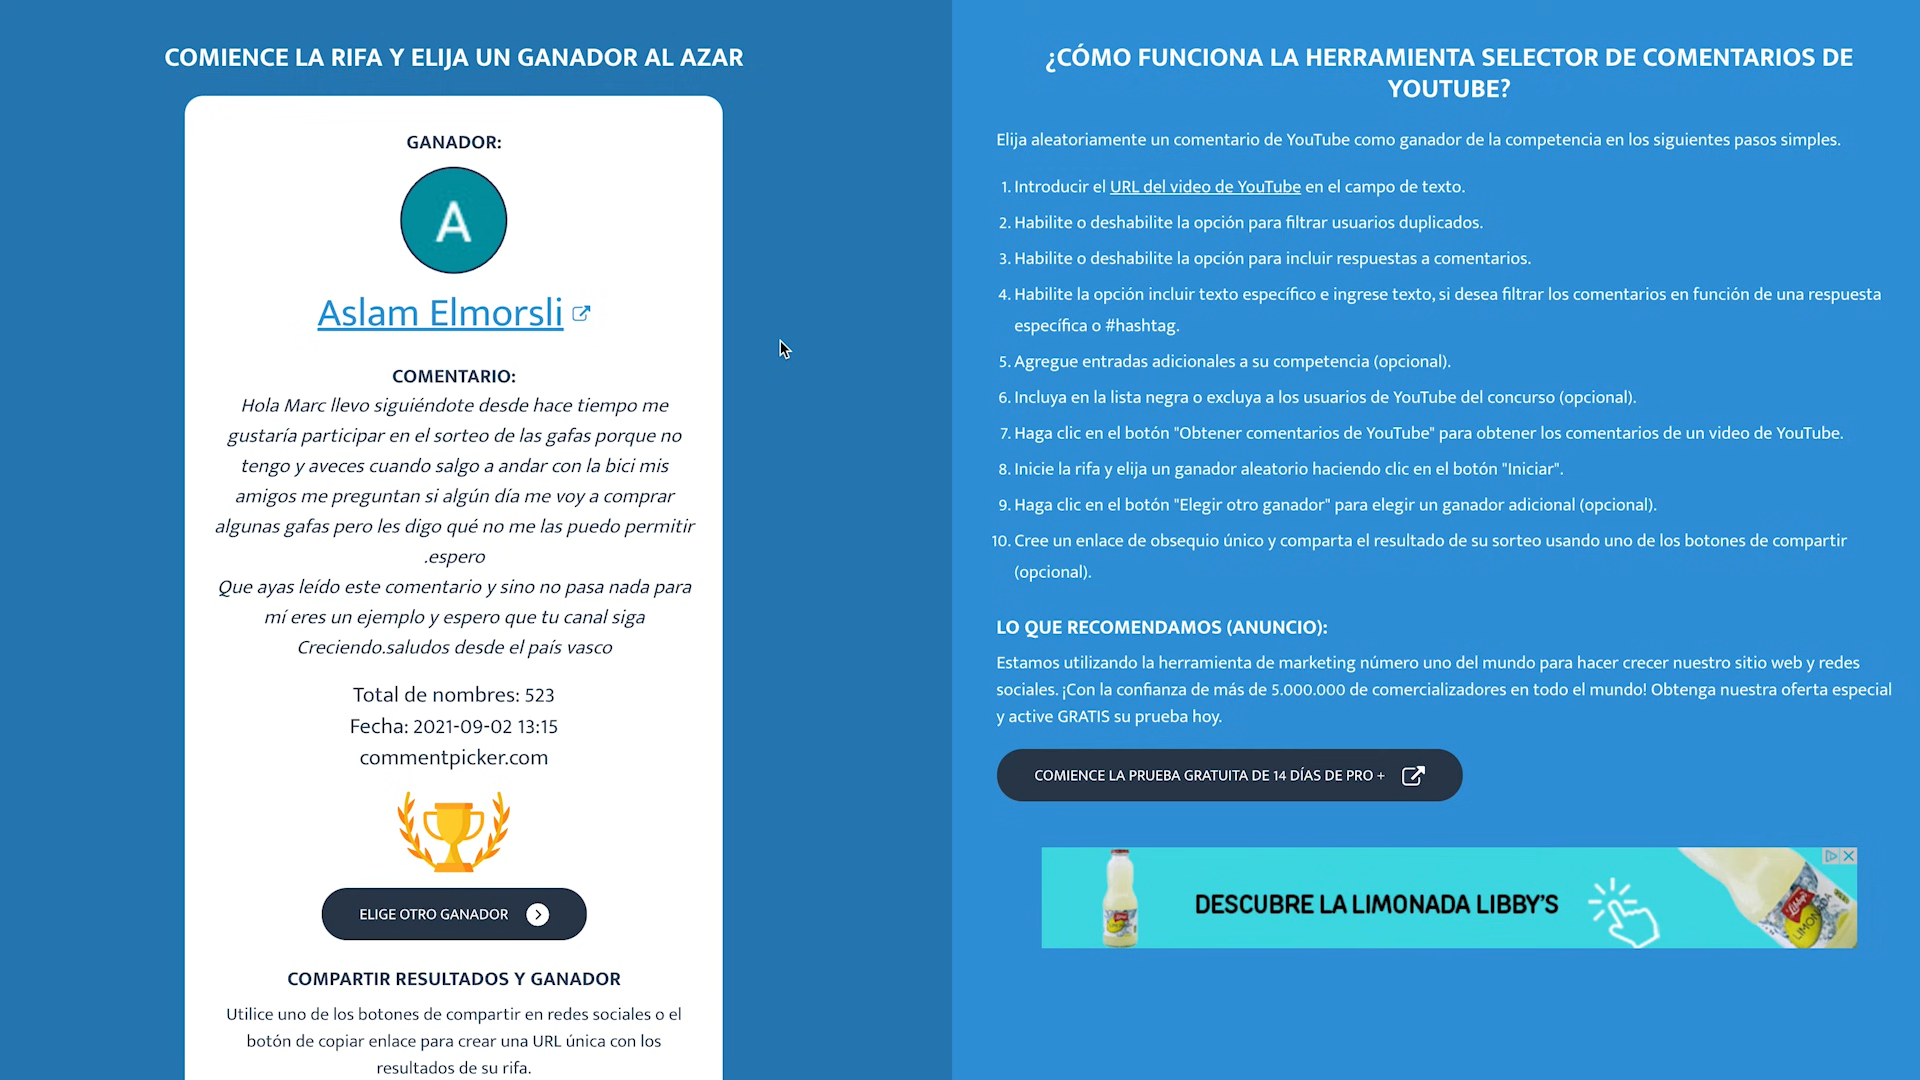 COMIENCE LA RIFA Y ELIJA UN GANADOR AL AZAR
GANADOR:
A
Aslam Elmorsli
COMENTARIO:
Hola Marc llevo siguiéndote desde hace tiempo me
gustaría participar en el sorteo de las gafas porque no
tengo y aveces cuando salgo a andar con la bici mis
amigos me preguntan si algún día me voy a comprar
algunas gafas pero les digo qué no me las puedo permitir
.espero
Que ayas leído este comentario y sino no pasa nada para
mí eres un ejemplo y espero que tu canal siga
Creciendo.saludos desde el país vasco
Total de nombres: 523
Fecha: 2021-09-02 13:15
commentpicker.com
ELIGE OTRO GANADOR
COMPARTIR RESULTADOS Y GANADOR
Utilice uno de los botones de compartir en redes sociales o el
botón de copiar enlace para crear una URL única con los
resultados de su rifa.
¿CÓMO FUNCIONA LA HERRAMIENTA SELECTOR DE COMENTARIOS DE
YOUTUBE?
Elija aleatoriamente un comentario de YouTube como ganador de la competencia en los siguientes pasos simples.
1. Introducir el URL del video de YouTube en el campo de texto.
2. Habilite o deshabilite la opción para filtrar usuarios duplicados.
3. Habilite o deshabilite la opción para incluir respuestas a comentarios.
4. Habilite la opción incluir texto específico e ingrese texto, si desea filtrar los comentarios en función de una respuesta
específica o #hashtag.
5. Agregue entradas adicionales a su competencia (opcional).
6. Incluya en la lista negra o excluya a los usuarios de YouTube del concurso (opcional).
7. Haga clic en el botón "Obtener comentarios de YouTube" para obtener los comentarios de un video de YouTube.
8. Inicie la rifa y elija un ganador aleatorio haciendo clic en el botón "Iniciar".
9. Haga clic en el botón "Elegir otro ganador" para elegir un ganador adicional (opcional).
10. Cree un enlace de obsequio único y comparta el resultado de su sorteo usando uno de los botones de compartir
(opcional).
LO QUE RECOMENDAMOS (ANUNCIO):
Estamos utilizando la herramienta de marketing número uno del mundo para hacer crecer nuestro sitio web y redes
sociales. ¡Con la confianza de más de 5.000.000 de comercializadores en todo el mundo! Obtenga nuestra oferta especial
y active GRATIS su prueba hoy.
COMIENCE LA PRUEBA GRATUITA DE 14 DÍAS DE PRO +
DESCUBRE LA LIMONADA LIBBY'S
Libby's